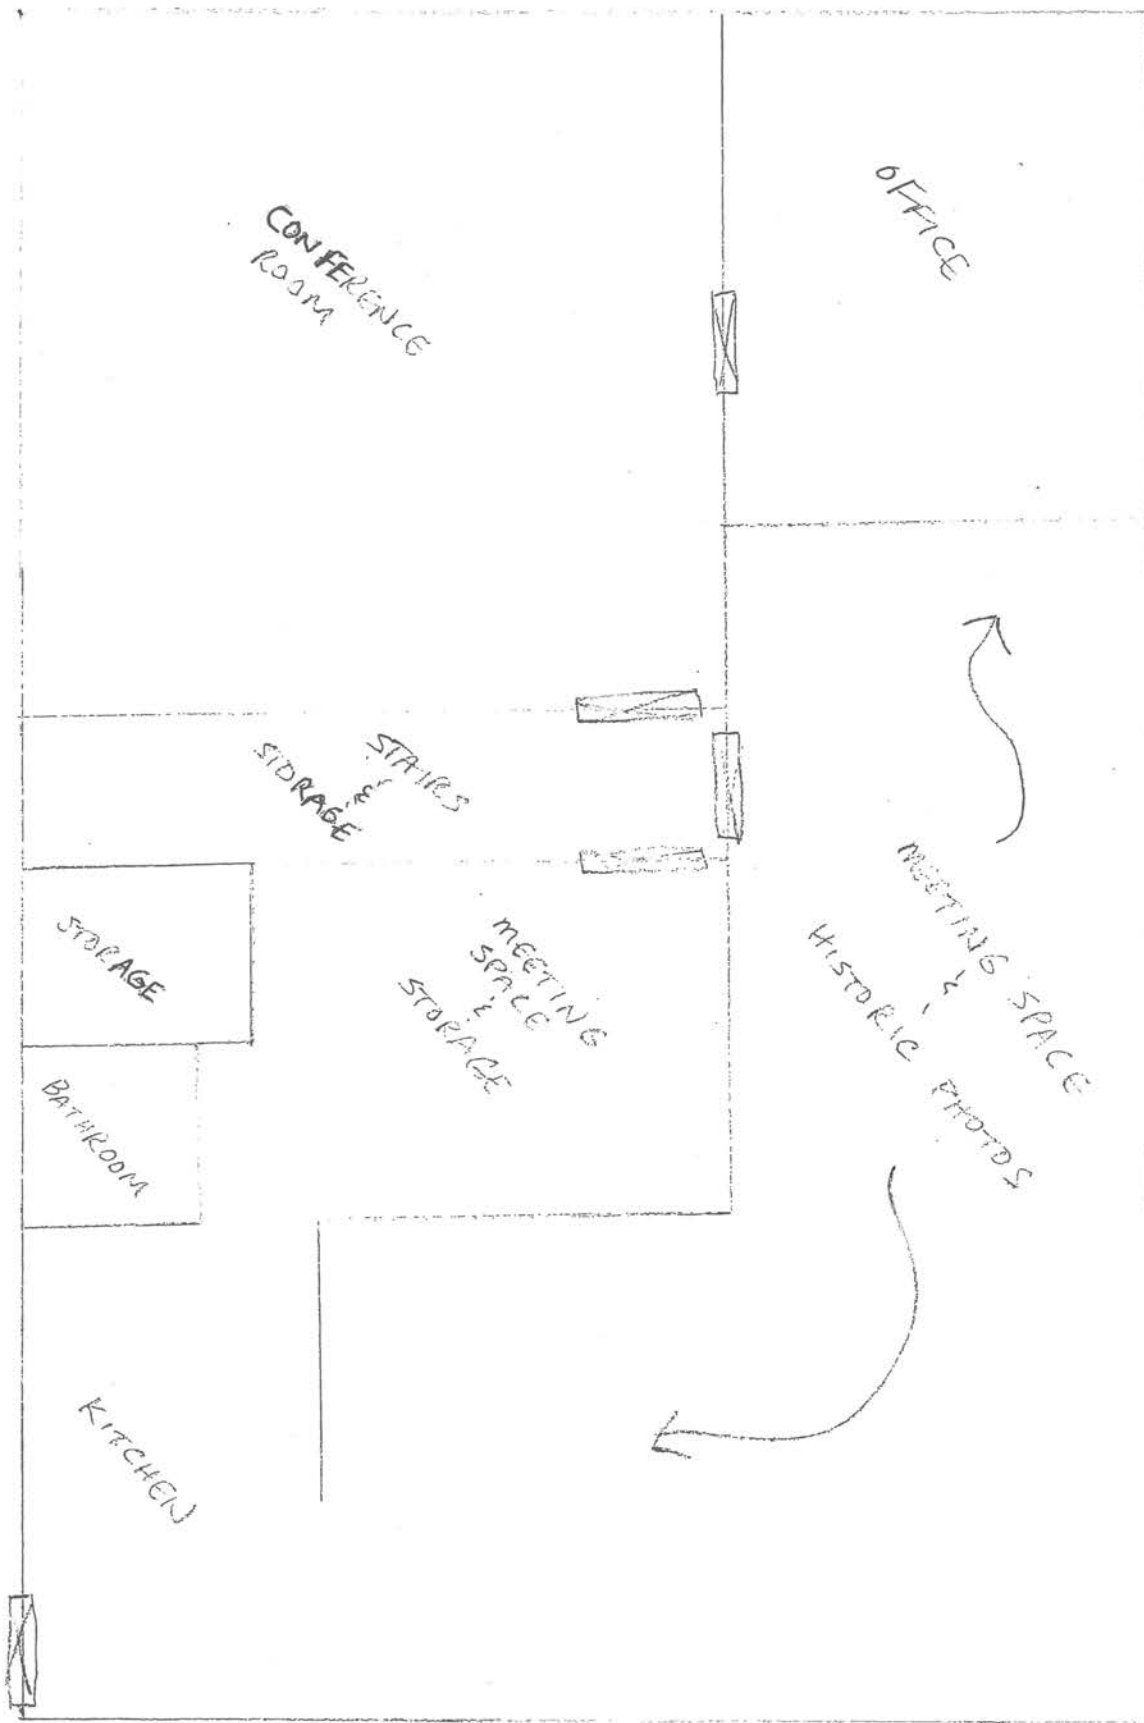 CONFERENCE
ROOM
OFFICE
STAIRS
&
STORAGE
STORAGE
MEETING
SPACE
&
STORAGE
MEETING SPACE
&
HISTORIC PHOTOS
BATHROOM
KITCHEN